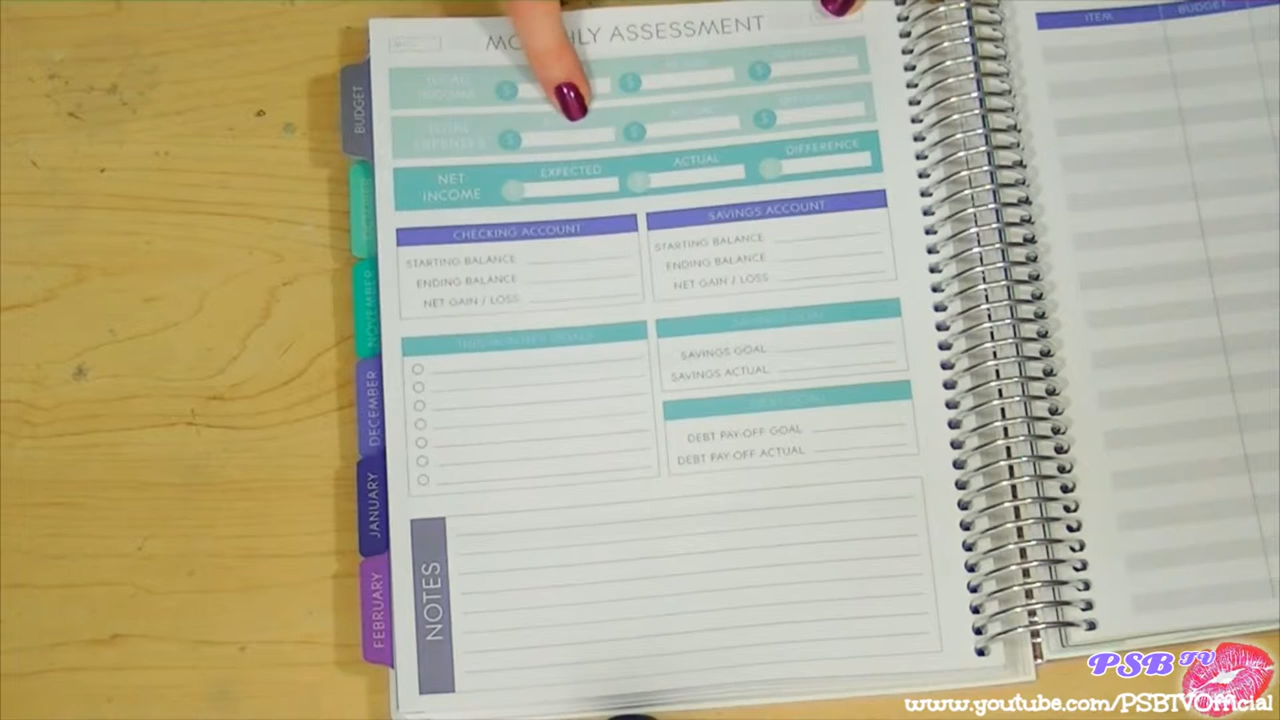 MONTHLY ASSESSMENT
TOTAL INCOME
TOTAL EXPENSES
NET INCOME
EXPECTED
ACTUAL
DIFFERENCE
CHECKING ACCOUNT
STARTING BALANCE
ENDING BALANCE
NET GAIN / LOSS
SAVINGS ACCOUNT
STARTING BALANCE
ENDING BALANCE
NET GAIN / LOSS
SAVINGS GOAL
SAVINGS ACTUAL
DEBT PAY-OFF GOAL
DEBT PAY-OFF ACTUAL
NOTES
BUDGET
OCTOBER
NOVEMBER
DECEMBER
JANUARY
FEBRUARY
ITEM
BUDGET
PSB TV
www.youtube.com/PSBTVOfficial